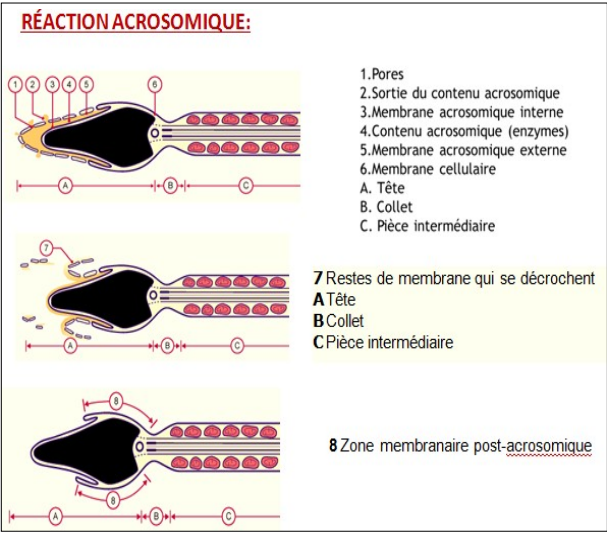 RÉACTION ACROSOMIQUE:
1 2 3 4 5 6
A B C
1.Pores
2.Sortie du contenu acrosomique
3.Membrane acrosomique interne
4.Contenu acrosomique (enzymes)
5.Membrane acrosomique externe
6.Membrane cellulaire
A. Tête
B. Collet
C. Pièce intermédiaire
7
A B C
7 Restes de membrane qui se décrochent
A Tête
B Collet
C Pièce intermédiaire
8
8
A B C
8 Zone membranaire post-acrosomique